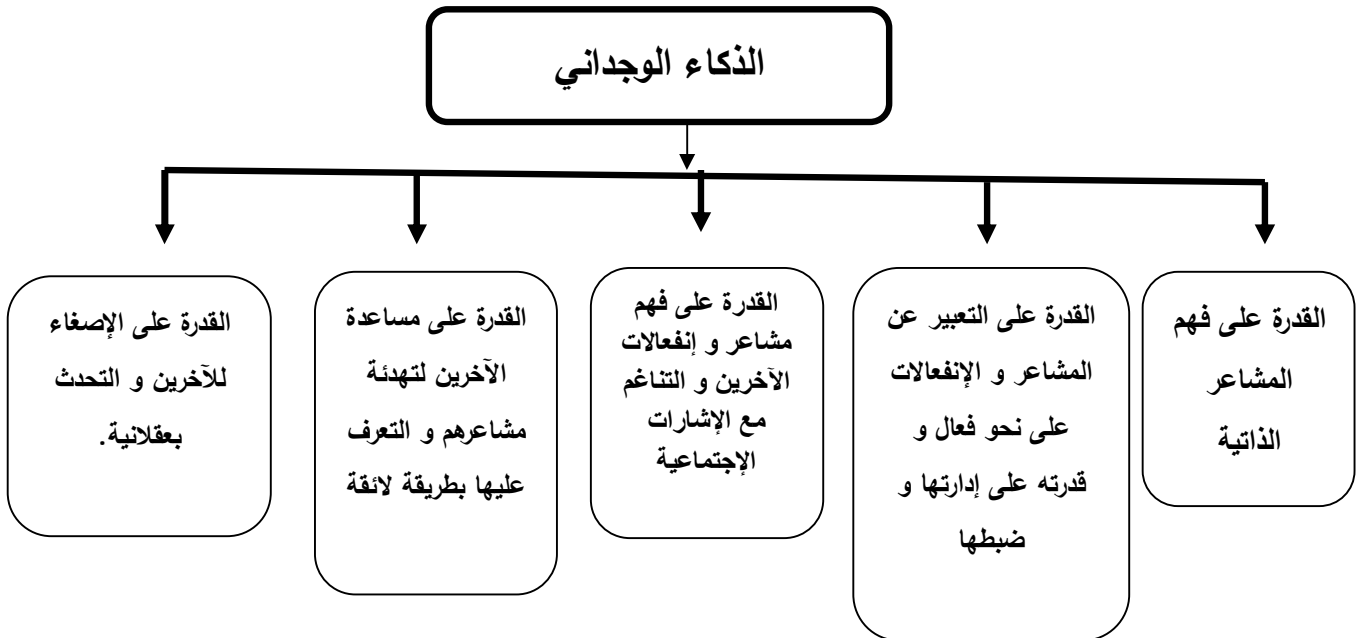 الذكاء الوجداني
القدرة على فهم
المشاعر
الذاتية
القدرة على التعبير عن
المشاعر و الإنفعالات
على نحو فعال و
قدرته على إدارتها و
ضبطها
القدرة على فهم
مشاعر و إنفعالات
الآخرين و التناغم
مع الإشارات
الإجتماعية
القدرة على مساعدة
الآخرين لتهدئة
مشاعرهم و التعرف
عليها بطريقة لائقة
القدرة على الإصغاء
للآخرين و التحدث
بعقلانية.